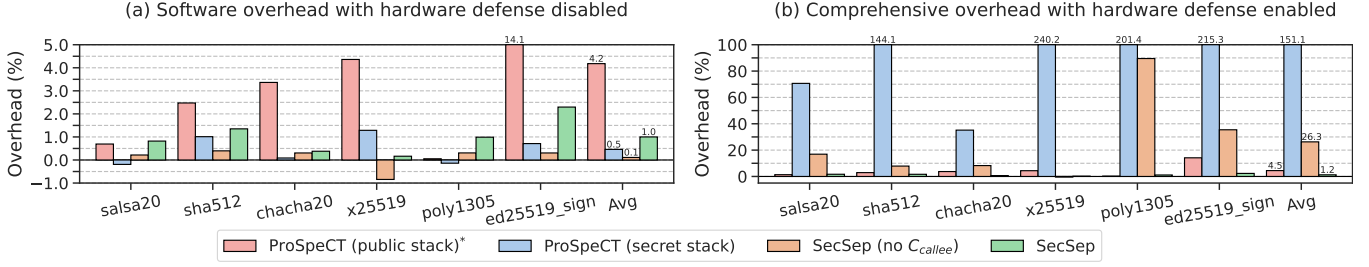 (a) Software overhead with hardware defense disabled
Overhead (%)
5.0
4.0
3.0
2.0
1.0
0.0
−1.0
14.1
4.2
0.5
0.1
1.0
salsa20
sha512
chacha20
x25519
poly1305
ed25519_sign
Avg
(b) Comprehensive overhead with hardware defense enabled
Overhead (%)
100
80
60
40
20
0
144.1
240.2
201.4
215.3
151.1
4.5
26.3
1.2
salsa20
sha512
chacha20
x25519
poly1305
ed25519_sign
Avg
ProSpeCT (public stack)*
ProSpeCT (secret stack)
SecSep (no C_callee)
SecSep